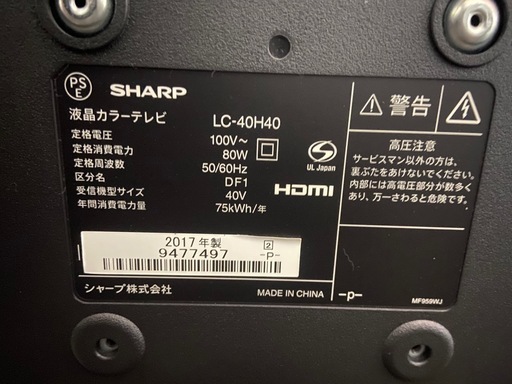 PS
E
SHARP
液晶カラーテレビ LC-40H40
定格電圧 100V~
定格消費電力 80W
定格周波数 50/60Hz
区分名 DF1
受信機型サイズ 40V
年間消費電力量 75kWh/年
UL Japan
HDMI
2017年製 2
9477497 -P-
シャープ株式会社 MADE IN CHINA
警告
高圧注意
サービスマン以外の方は、
裏ぶたをあけないでください。
内部には高電圧部分が数多く
あり、万一さわると危険です。
-p- MF959WJ